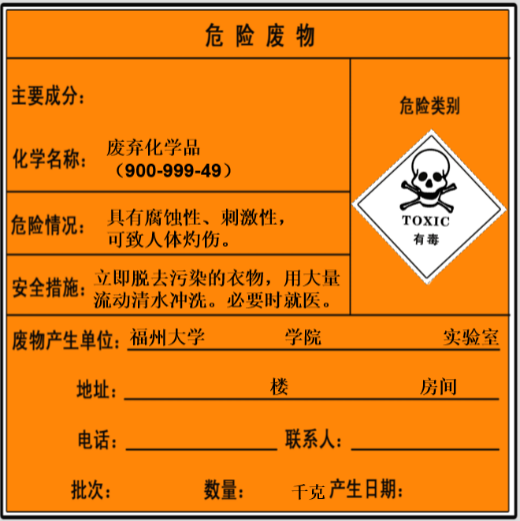 危险废物
主要成分：
化学名称：
废弃化学品
（900-999-49）
危险类别
TOXIC
有毒
危险情况：
具有腐蚀性、刺激性，
可致人体灼伤。
安全措施：
立即脱去污染的衣物，用大量
流动清水冲洗。必要时就医。
废物产生单位：福州大学 学院 实验室
地址： 楼 房间
电话： 联系人：
批次： 数量： 千克 产生日期：